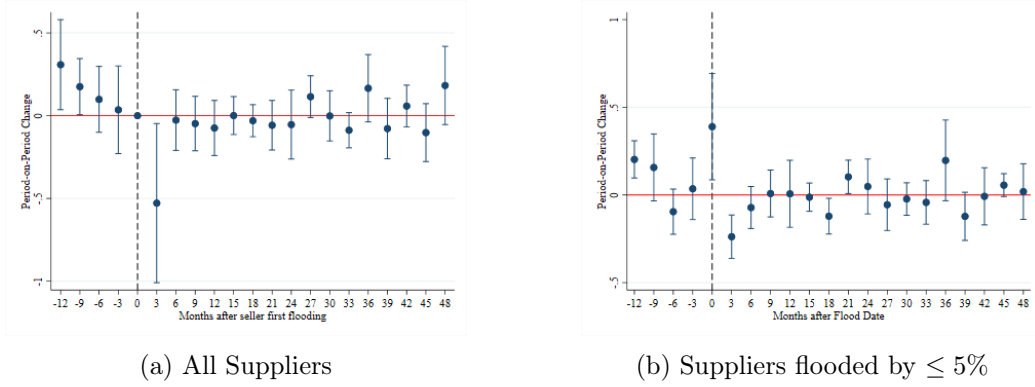 Period-on-Period Change
.5
0
-.5
-1
-12 -9 -6 -3 0 3 6 9 12 15 18 21 24 27 30 33 36 39 42 45 48
Months after seller first flooding
(a) All Suppliers
Period-on-Period Change
1
.5
0
-.5
-12 -9 -6 -3 0 3 6 9 12 15 18 21 24 27 30 33 36 39 42 45 48
Months after Flood Date
(b) Suppliers flooded by ≤ 5%